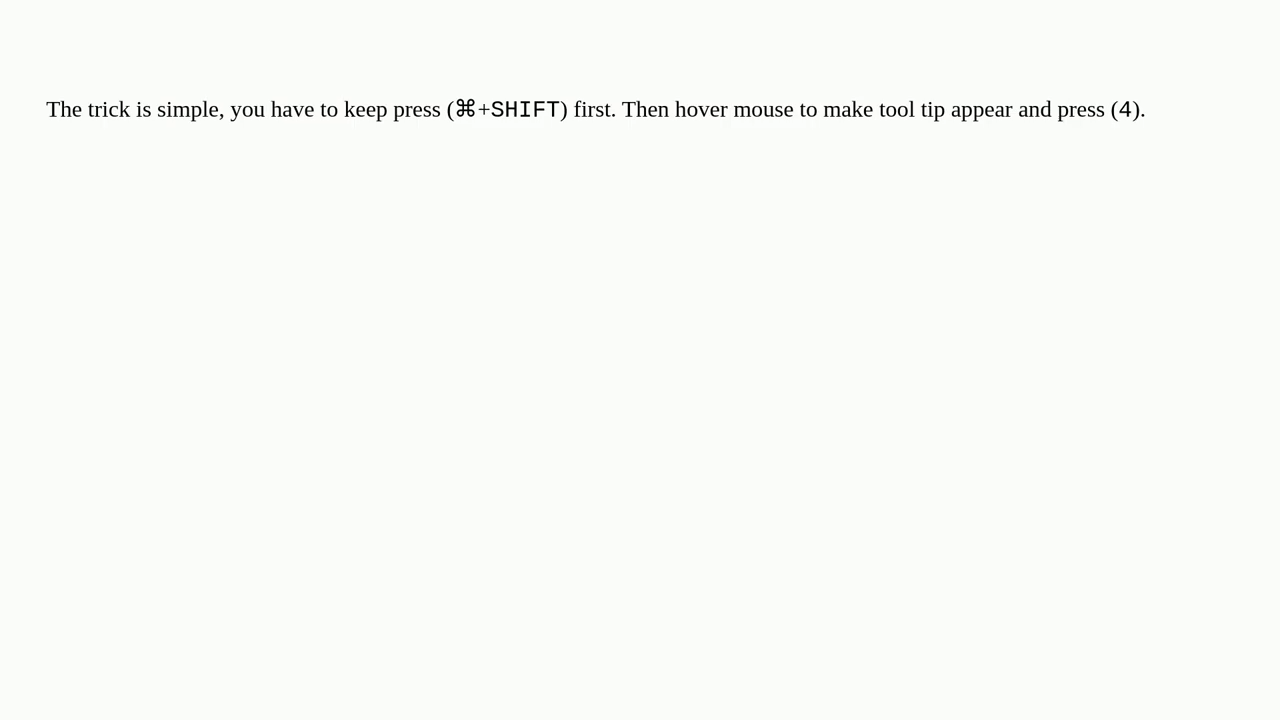 The trick is simple, you have to keep press (⌘+SHIFT) first. Then hover mouse to make tool tip appear and press (4).